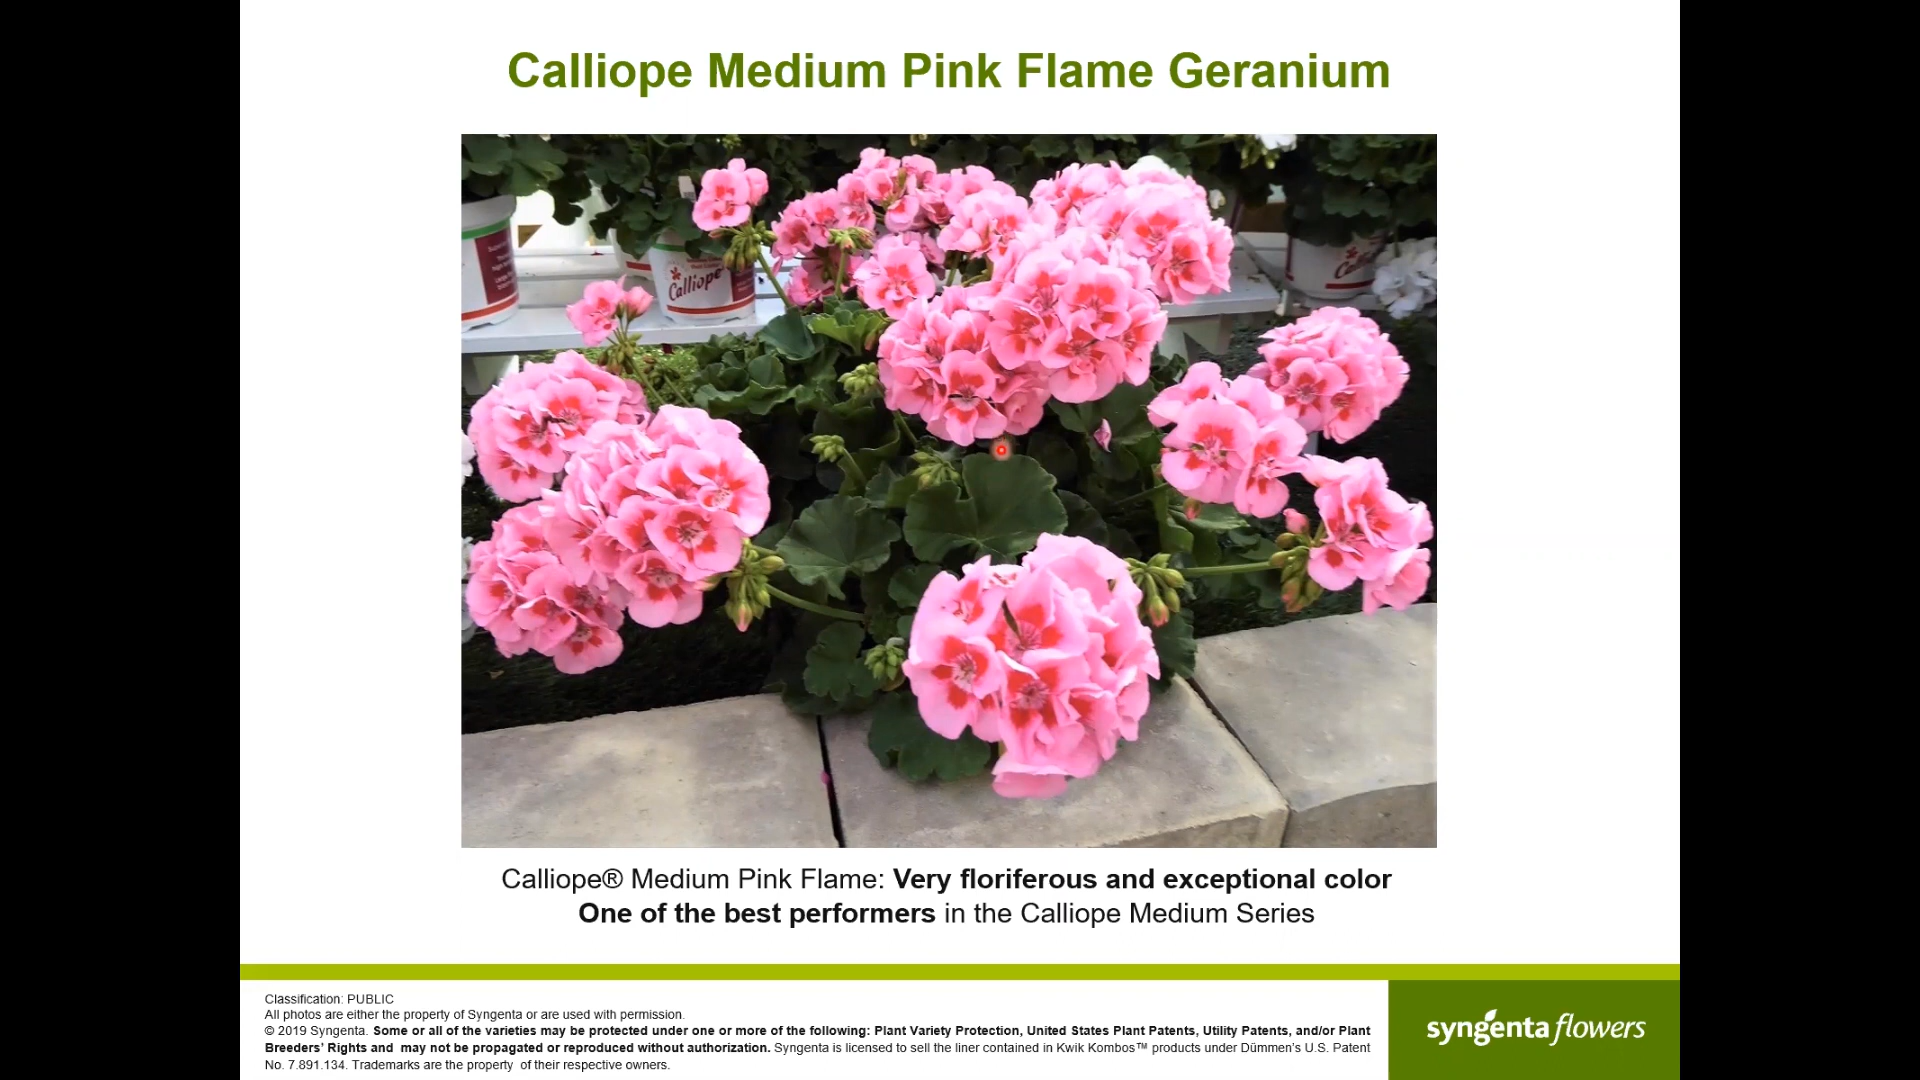 Calliope Medium Pink Flame Geranium
Calliope
Calliope® Medium Pink Flame: Very floriferous and exceptional color
One of the best performers in the Calliope Medium Series
Classification: PUBLIC
All photos are either the property of Syngenta or are used with permission.
© 2019 Syngenta. Some or all of the varieties may be protected under one or more of the following: Plant Variety Protection, United States Plant Patents, Utility Patents, and/or Plant
Breeders’ Rights and may not be propagated or reproduced without authorization. Syngenta is licensed to sell the liner contained in Kwik Kombos™ products under Dümmen’s U.S. Patent
No. 7.891.134. Trademarks are the property of their respective owners.
syngenta flowers